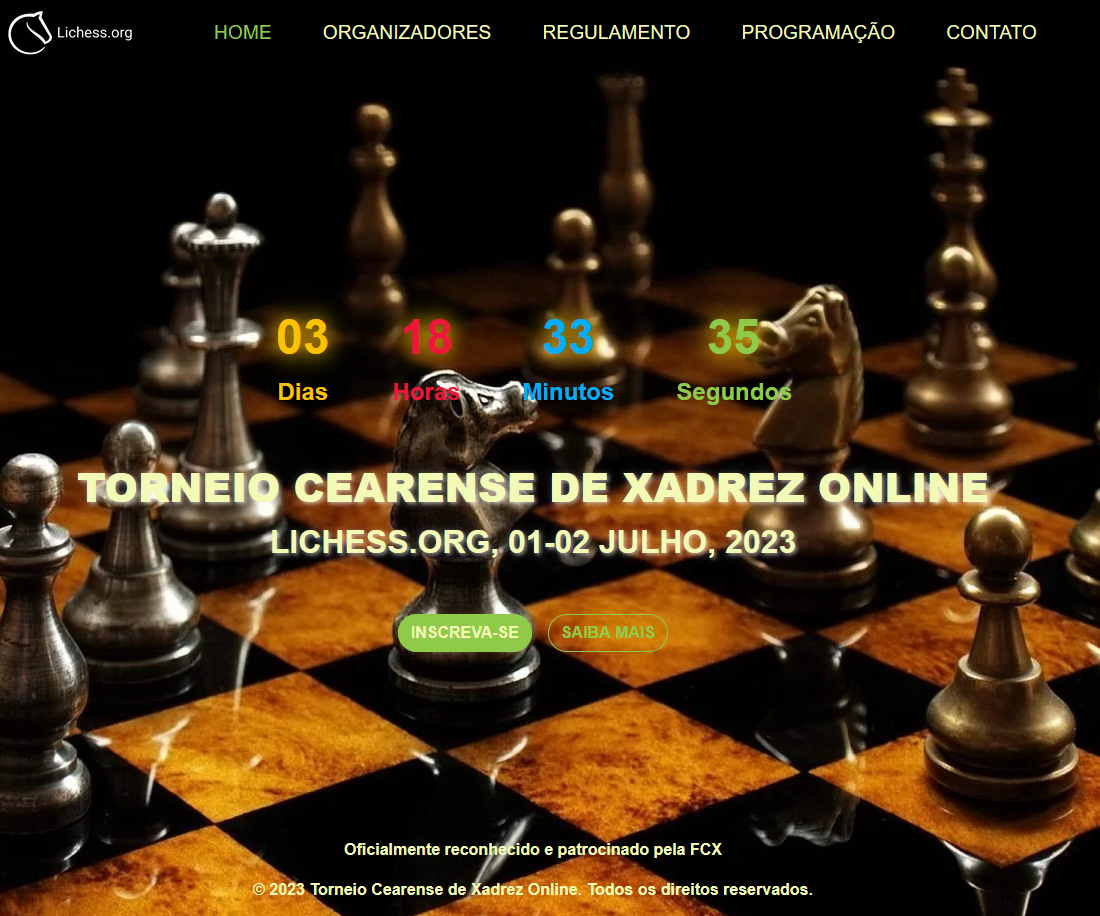 Lichess.org HOME ORGANIZADORES REGULAMENTO PROGRAMAÇÃO CONTATO
03 18 33 35
Dias Horas Minutos Segundos
TORNEIO CEARENSE DE XADREZ ONLINE
LICHESS.ORG, 01-02 JULHO, 2023
INSCREVA-SE SAIBA MAIS
Oficialmente reconhecido e patrocinado pela FCX
© 2023 Torneio Cearense de Xadrez Online. Todos os direitos reservados.